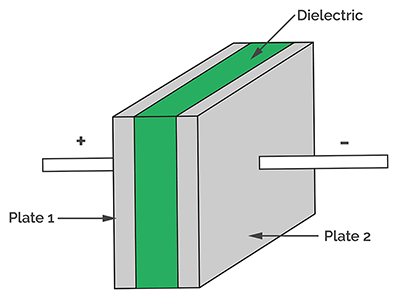 Dielectric
+
-
Plate 1
Plate 2